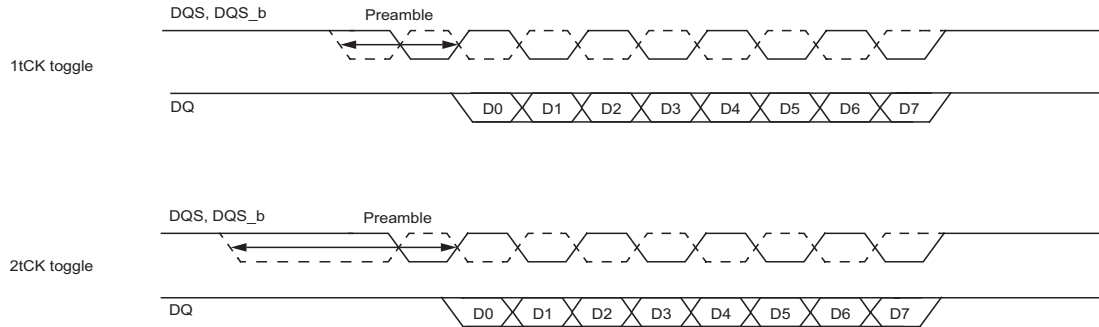 DQS, DQS_b Preamble
1tCK toggle
DQ D0 D1 D2 D3 D4 D5 D6 D7
DQS, DQS_b Preamble
2tCK toggle
DQ D0 D1 D2 D3 D4 D5 D6 D7